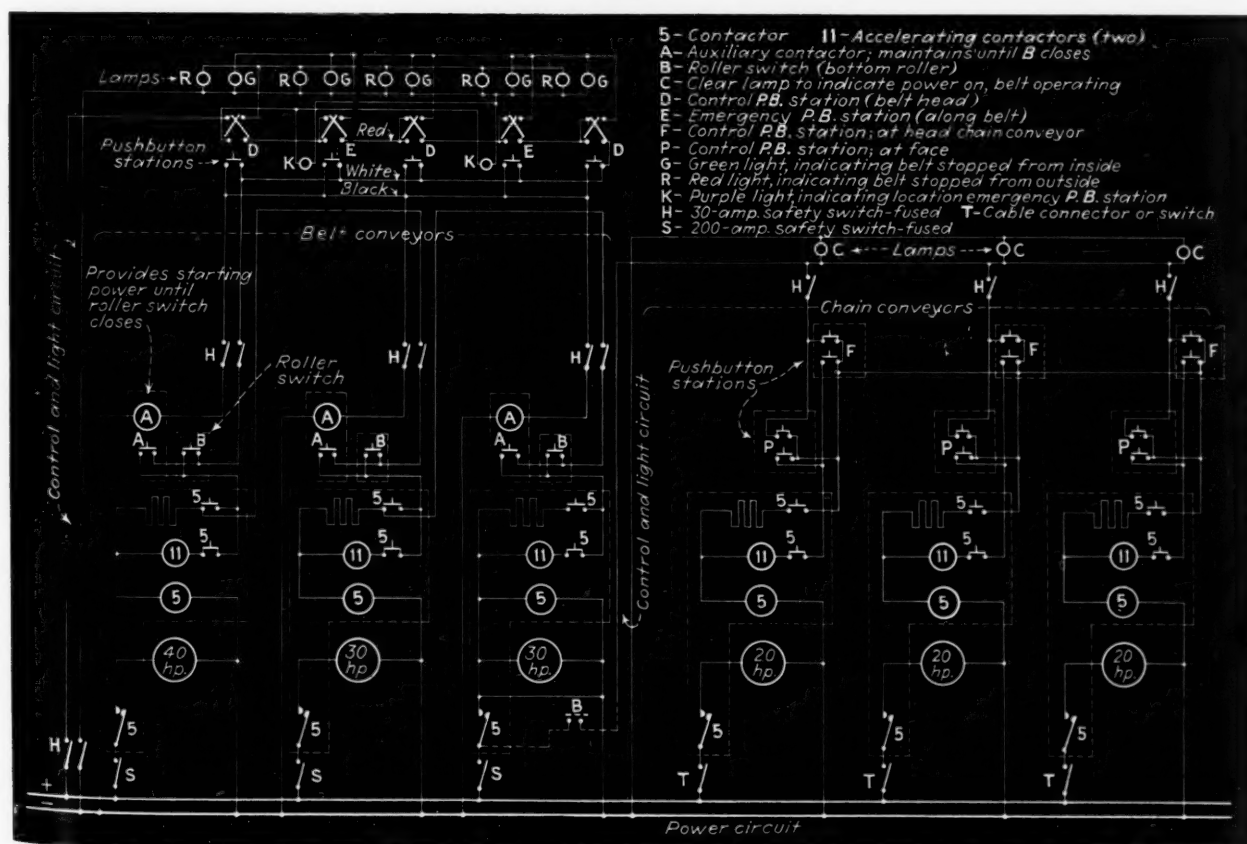 5- Contactor 11- Accelerating contactors (two)
A- Auxiliary contactor; maintains until B closes
B- Roller switch (bottom roller)
C- Clear lamp to indicate power on, belt operating
D- Control P.B. station (belt head)
E- Emergency P.B. station (along belt)
F- Control P.B. station; at head chain conveyor
P- Control P.B. station; at face
G- Green light, indicating belt stopped from inside
R- Red light, indicating belt stopped from outside
K- Purple light, indicating location emergency P.B. station
H- 30-amp. safety switch-fused T-Cable connector or switch
S- 200-amp. safety switch-fused
Lamps R G R G R G R G R G
D E D E D
Red
K K
Pushbutton
stations
White
Black
Belt conveyors
C Lamps C C
Provides starting
power until
roller switch
closes
H H H
Chain conveyors
H H H
Roller
switch
F F F
Pushbutton
stations
A A A
A B A B A B
P P P
Control and light circuit
Control and light circuit
5 5 5 5 5 5
11 5 11 5 11 5 11 5 11 5 11 5
5 5 5 5 5 5
40
hp.
30
hp
30
hp.
20
hp.
20
hp.
20
hp.
B
5 5 5 5 5 5
H S S S T T T
+
–
Power circuit